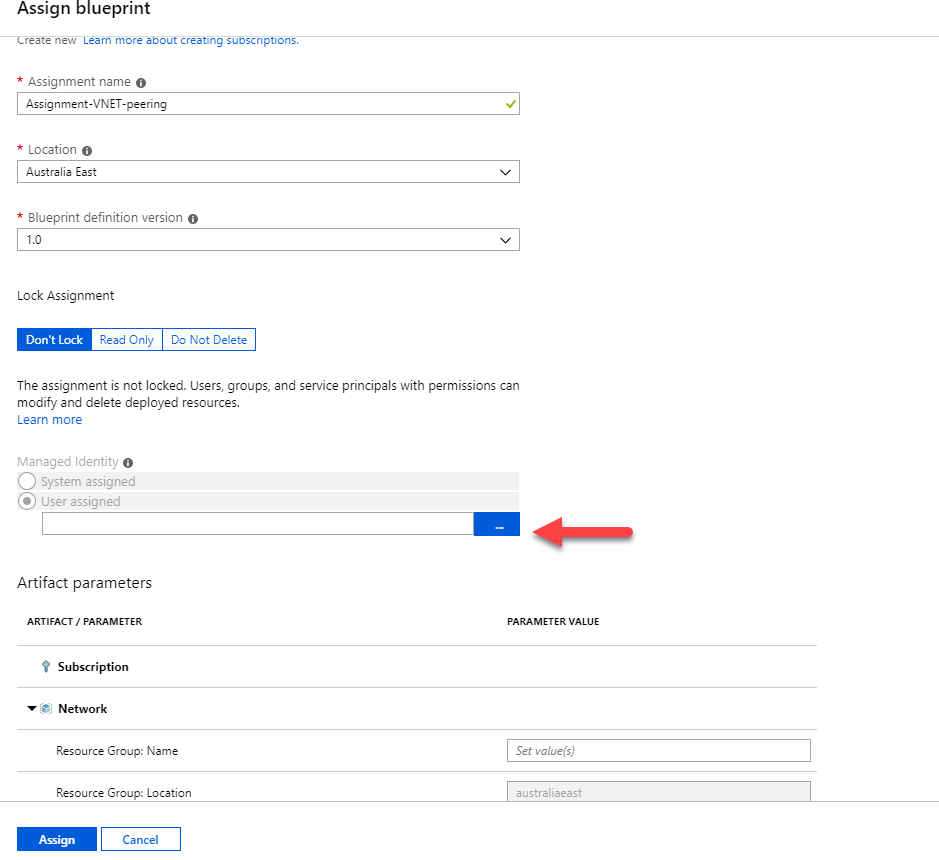 Assign blueprint
Create new Learn more about creating subscriptions.
* Assignment name
Assignment-VNET-peering
* Location
Australia East
* Blueprint definition version
1.0
Lock Assignment
Don't Lock Read Only Do Not Delete
The assignment is not locked. Users, groups, and service principals with permissions can
modify and delete deployed resources.
Learn more
Managed Identity
System assigned
User assigned
...
Artifact parameters
ARTIFACT / PARAMETER PARAMETER VALUE
Subscription
Network
Resource Group: Name Set value(s)
Resource Group: Location australiaeast
Assign Cancel